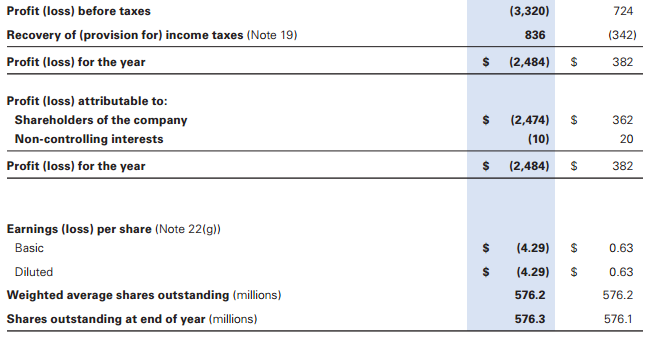 Profit (loss) before taxes (3,320) 724
Recovery of (provision for) income taxes (Note 19) 836 (342)
Profit (loss) for the year $ (2,484) $ 382
Profit (loss) attributable to:
Shareholders of the company $ (2,474) $ 362
Non-controlling interests (10) 20
Profit (loss) for the year $ (2,484) $ 382
Earnings (loss) per share (Note 22(g))
Basic $ (4.29) $ 0.63
Diluted $ (4.29) $ 0.63
Weighted average shares outstanding (millions) 576.2 576.2
Shares outstanding at end of year (millions) 576.3 576.1